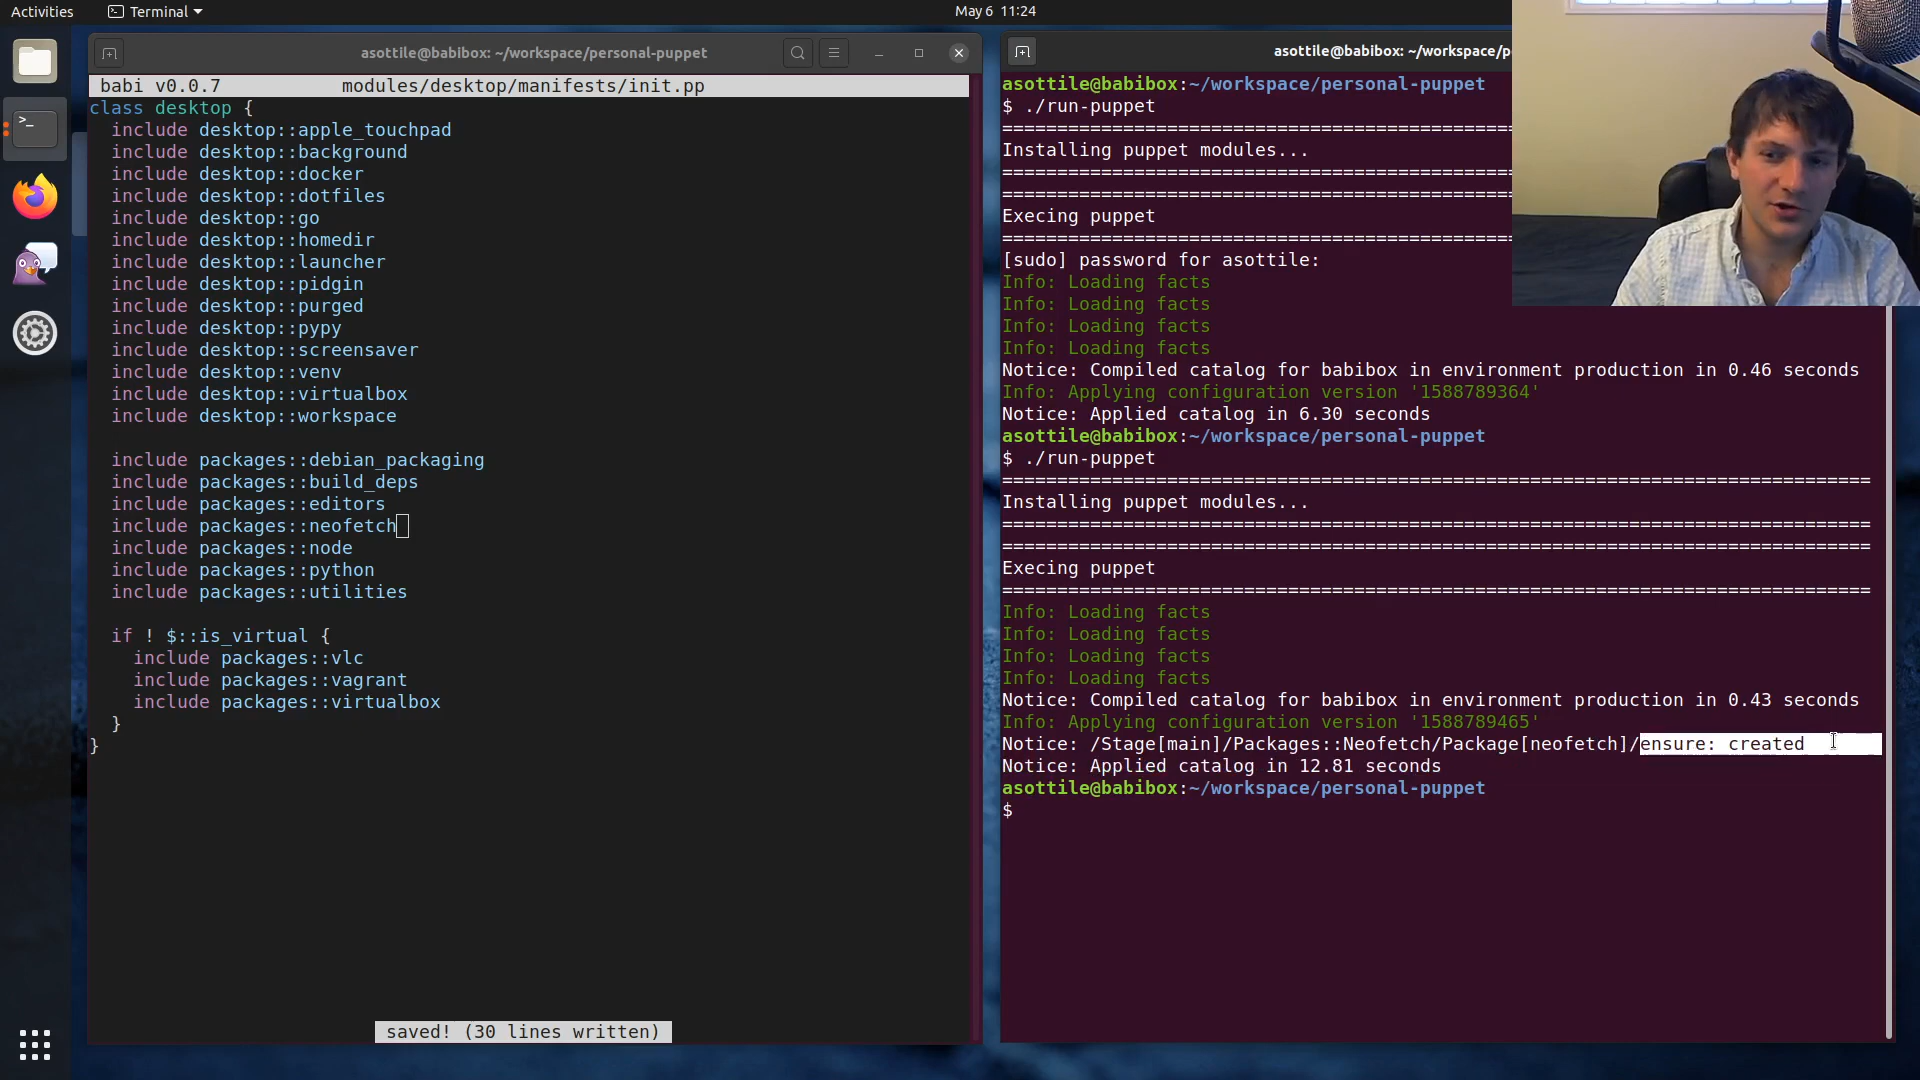 Activities
Terminal
May 6 11:24
asottile@babibox: ~/workspace/personal-puppet
babi v0.0.7 modules/desktop/manifests/init.pp
class desktop {
include desktop::apple_touchpad
include desktop::background
include desktop::docker
include desktop::dotfiles
include desktop::go
include desktop::homedir
include desktop::launcher
include desktop::pidgin
include desktop::purged
include desktop::pypy
include desktop::screensaver
include desktop::venv
include desktop::virtualbox
include desktop::workspace
include packages::debian_packaging
include packages::build_deps
include packages::editors
include packages::neofetch
include packages::node
include packages::python
include packages::utilities
if ! $::is_virtual {
include packages::vlc
include packages::vagrant
include packages::virtualbox
}
}
saved! (30 lines written)
asottile@babibox: ~/workspace/p
asottile@babibox:~/workspace/personal-puppet
$ ./run-puppet
================================================
Installing puppet modules...
================================================
================================================
Execing puppet
================================================
[sudo] password for asottile:
Info: Loading facts
Info: Loading facts
Info: Loading facts
Info: Loading facts
Notice: Compiled catalog for babibox in environment production in 0.46 seconds
Info: Applying configuration version '1588789364'
Notice: Applied catalog in 6.30 seconds
asottile@babibox:~/workspace/personal-puppet
$ ./run-puppet
===============================================================================
Installing puppet modules...
===============================================================================
===============================================================================
Execing puppet
===============================================================================
Info: Loading facts
Info: Loading facts
Info: Loading facts
Info: Loading facts
Notice: Compiled catalog for babibox in environment production in 0.43 seconds
Info: Applying configuration version '1588789465'
Notice: /Stage[main]/Packages::Neofetch/Package[neofetch]/ensure: created
Notice: Applied catalog in 12.81 seconds
asottile@babibox:~/workspace/personal-puppet
$